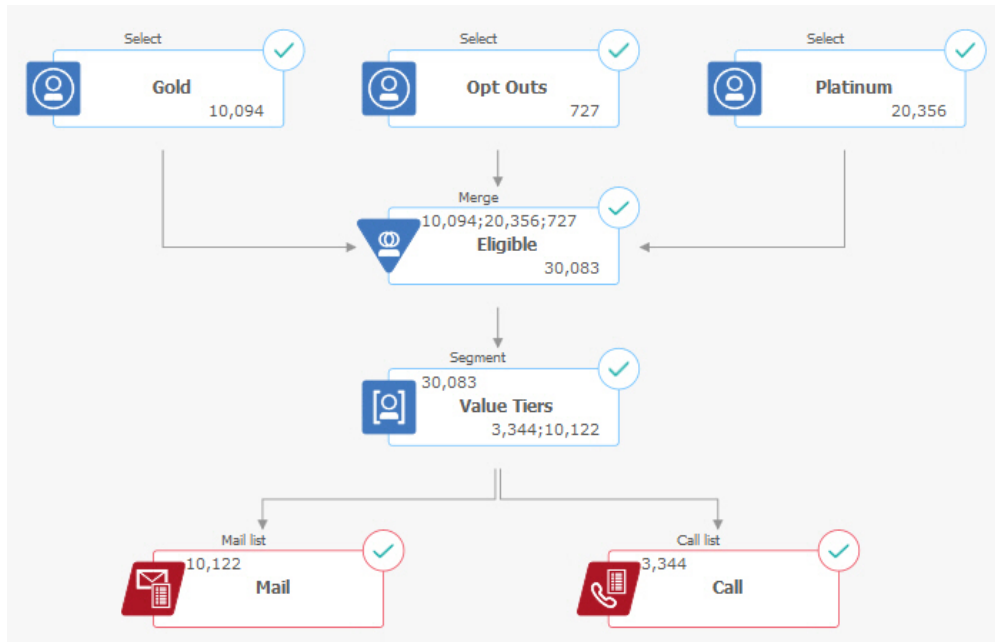 Select
Gold
10,094
Select
Opt Outs
727
Select
Platinum
20,356
Merge
10,094;20,356;727
Eligible
30,083
Segment
30,083
Value Tiers
3,344;10,122
Mail list
10,122
Mail
Call list
3,344
Call